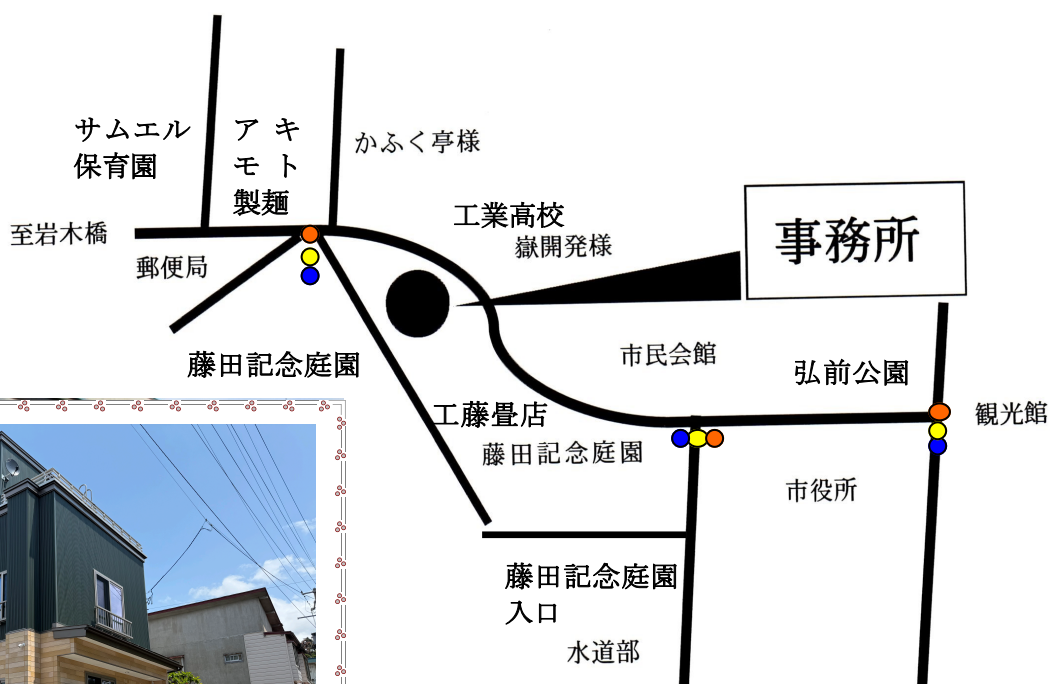 サムエル
保育園
アキ
モト
製麺
かふく亭様
至岩木橋
郵便局
工業高校
嶽開発様
事務所
藤田記念庭園
市民会館
弘前公園
工藤畳店
藤田記念庭園
観光館
市役所
藤田記念庭園
入口
水道部